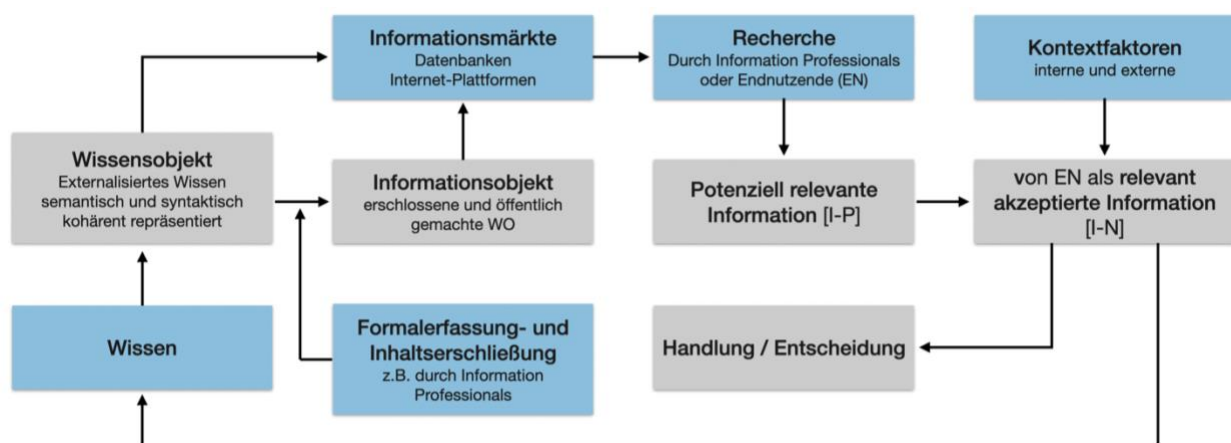 Informationsmärkte
Datenbanken
Internet-Plattformen
Recherche
Durch Information Professionals
oder Endnutzende (EN)
Kontextfaktoren
interne und externe
Wissensobjekt
Externalisiertes Wissen
semantisch und syntaktisch
kohärent repräsentiert
Informationsobjekt
erschlossene und öffentlich
gemachte WO
Potenziell relevante
Information [I-P]
von EN als relevant
akzeptierte Information
[I-N]
Wissen
Formalerfassung- und
Inhaltserschließung
z.B. durch Information
Professionals
Handlung / Entscheidung